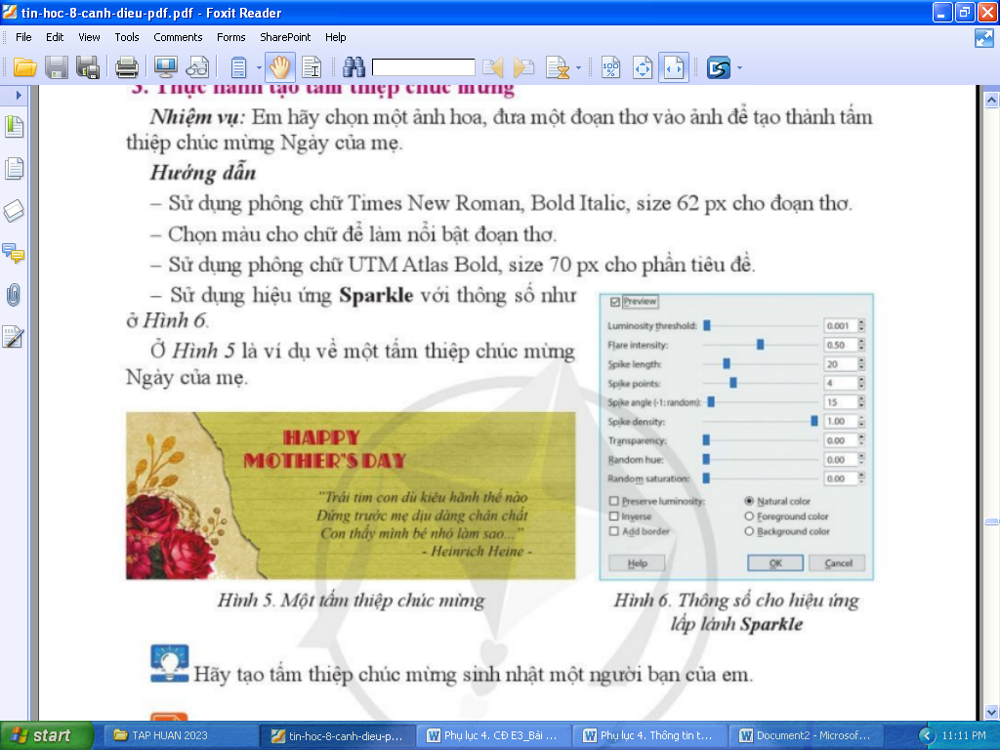 tin-hoc-8-canh-dieu-pdf.pdf - Foxit Reader
File Edit View Tools Comments Forms SharePoint Help
3. Thực hành tạo tấm thiệp chúc mừng
Nhiệm vụ: Em hãy chọn một ảnh hoa, đưa một đoạn thơ vào ảnh để tạo thành tấm
thiệp chúc mừng Ngày của mẹ.
Hướng dẫn
– Sử dụng phông chữ Times New Roman, Bold Italic, size 62 px cho đoạn thơ.
– Chọn màu cho chữ để làm nổi bật đoạn thơ.
– Sử dụng phông chữ UTM Atlas Bold, size 70 px cho phần tiêu đề.
– Sử dụng hiệu ứng Sparkle với thông số như
ở Hình 6.
Ở Hình 5 là ví dụ về một tấm thiệp chúc mừng
Ngày của mẹ.
HAPPY
MOTHER'S DAY
"Trái tim con dù kiêu hãnh thế nào
Đứng trước mẹ dịu dàng chân chất
Con thấy mình bé nhỏ làm sao..."
- Heinrich Heine -
Hình 5. Một tấm thiệp chúc mừng
Preview
Luminosity threshold: 0.001
Flare intensity: 0.50
Spike length: 20
Spike points: 4
Spike angle (-1: random): 15
Spike density: 1.00
Transparency: 0.00
Random hue: 0.00
Random saturation: 0.00
Preserve luminosity: Natural color
Inverse Foreground color
Add border Background color
Help OK Cancel
Hình 6. Thông số cho hiệu ứng
lấp lánh Sparkle
Hãy tạo tấm thiệp chúc mừng sinh nhật một người bạn của em.
start TAP HUAN 2023 tin-hoc-8-canh-dieu-p... Phụ lục 4. CĐ E3_Bài ... Phụ lục 4. Thông tin t... Document2 - Microsof... 11:11 PM